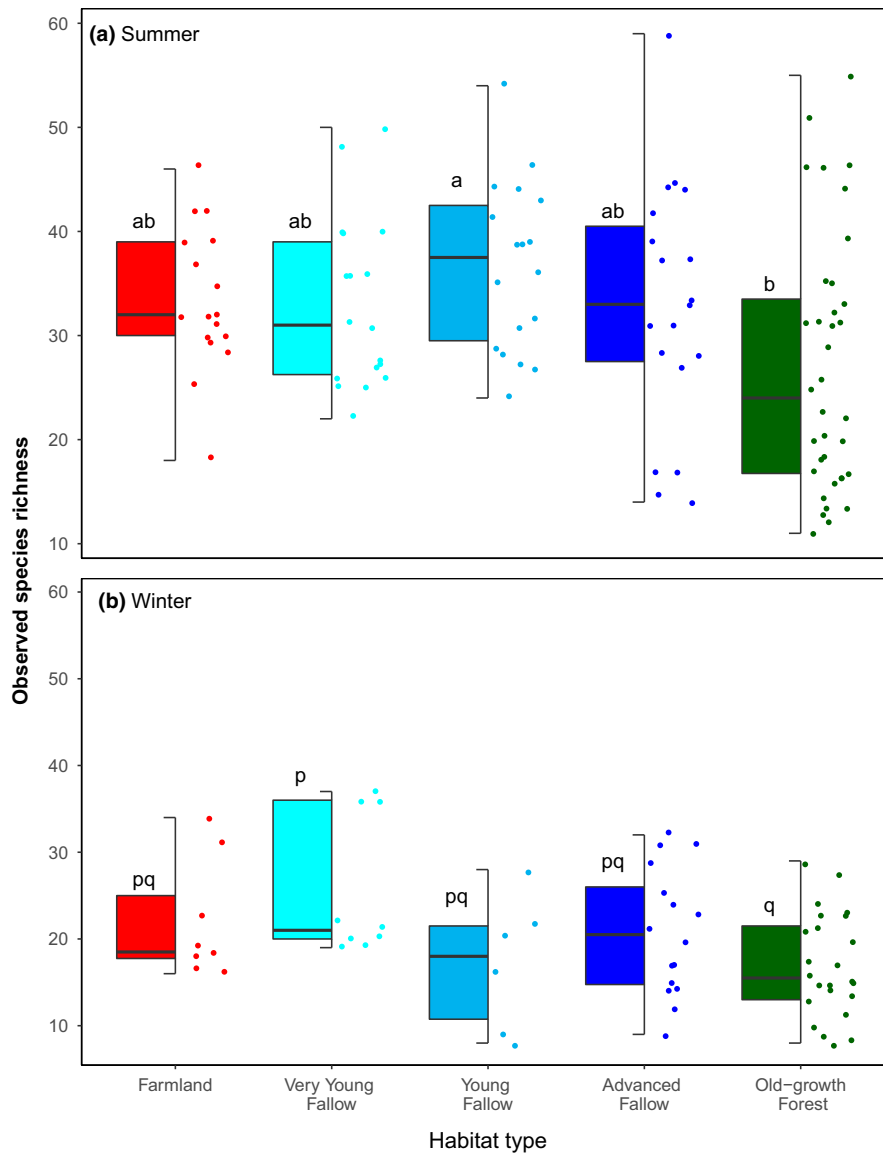 Observed species richness
(a) Summer
60
50
40
30
20
10
ab
ab
a
ab
b
(b) Winter
60
50
40
30
20
10
pq
p
pq
pq
q
Farmland
Very Young
Fallow
Young
Fallow
Advanced
Fallow
Old−growth
Forest
Habitat type